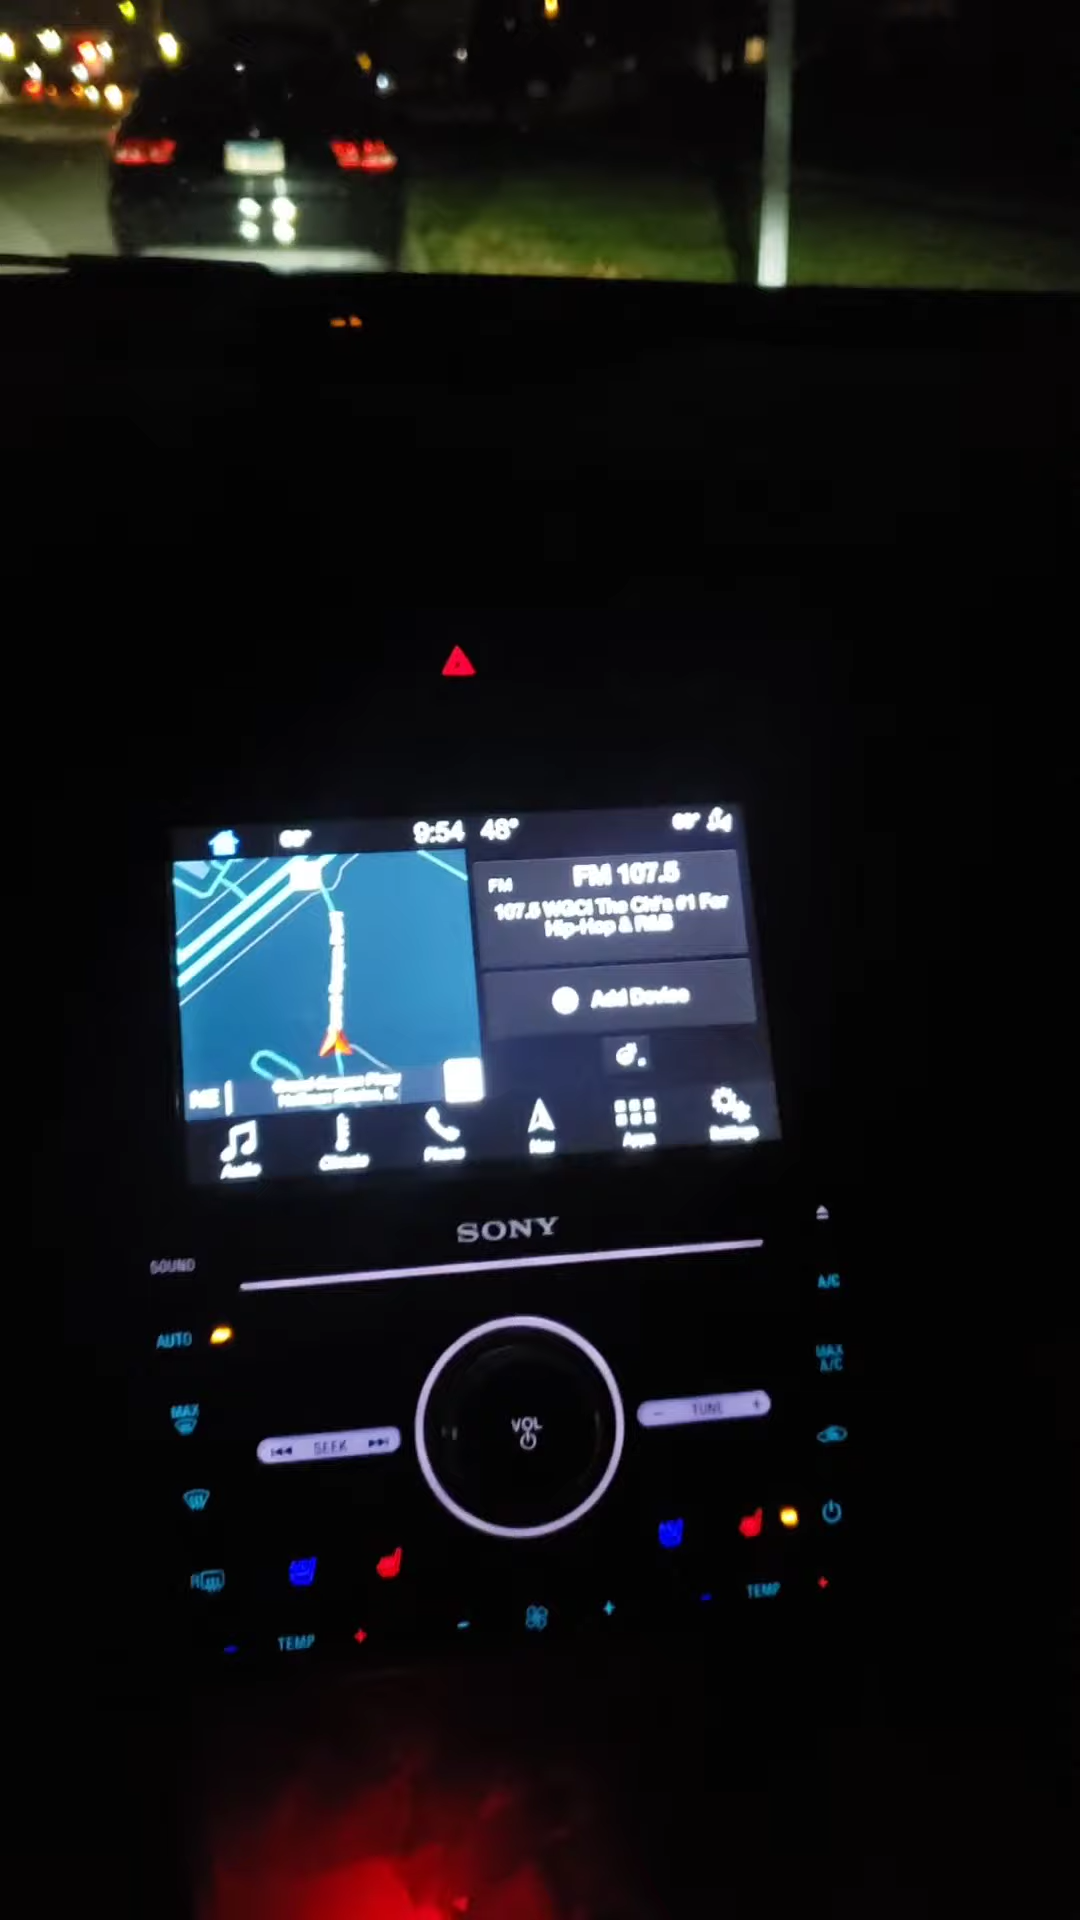 9:54 48°
FM FM 107.5
107.5 WGCI The Chi's #1 For
Hip-Hop & R&B
Add Device
NE
Audio Climate Phone Nav Apps Settings
SONY
SOUND
A/C
AUTO
MAX
A/C
MAX
VOL
SEEK
- TUNE +
R
- TEMP +
- +
- TEMP +